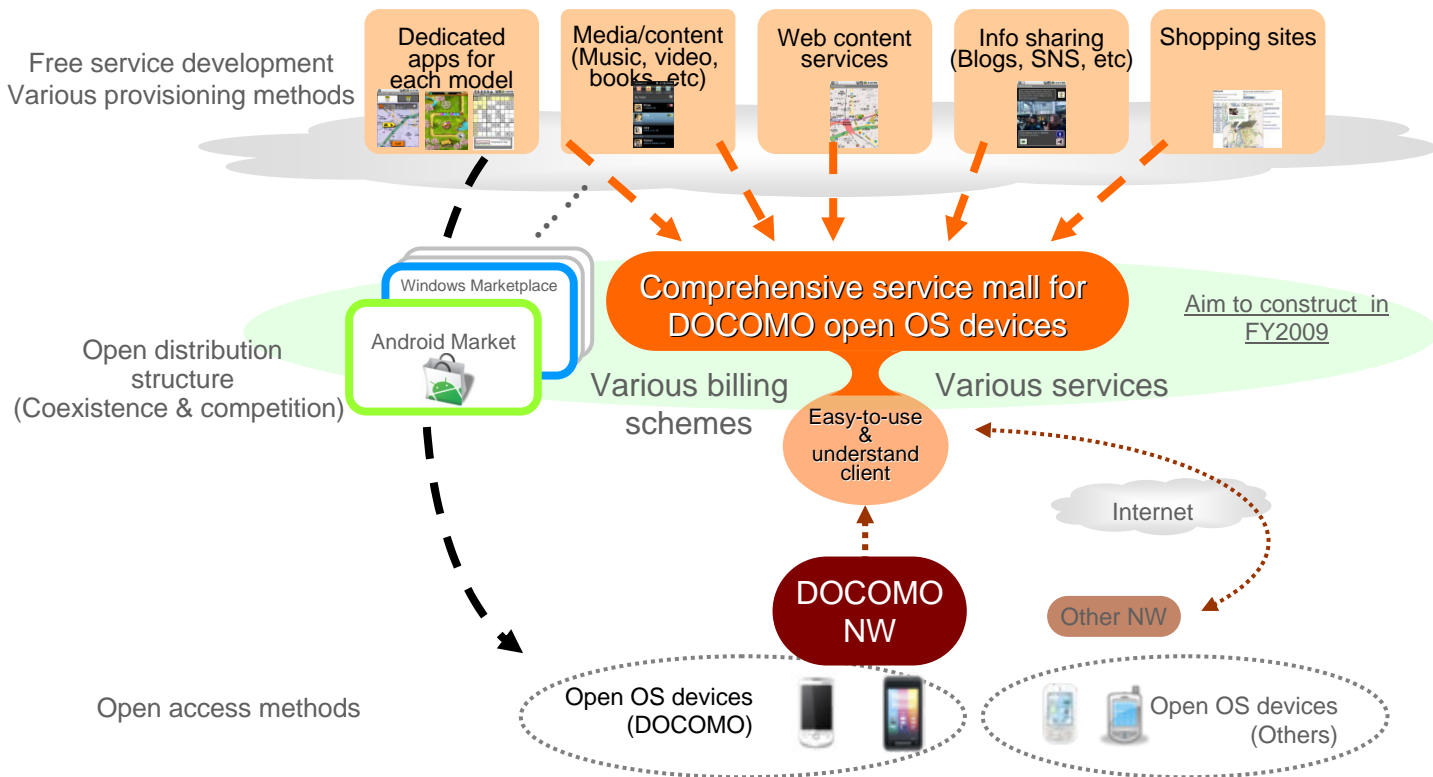 Free service development
Various provisioning methods
Dedicated
apps for
each model
Media/content
(Music, video,
books, etc)
Web content
services
Info sharing
(Blogs, SNS, etc)
Shopping sites
Open distribution
structure
(Coexistence & competition)
Windows Marketplace
Android Market
Comprehensive service mall for
DOCOMO open OS devices
Aim to construct in
FY2009
Various billing
schemes
Various services
Easy-to-use
&
understand
client
Internet
DOCOMO
NW
Other NW
Open access methods
Open OS devices
(DOCOMO)
Open OS devices
(Others)